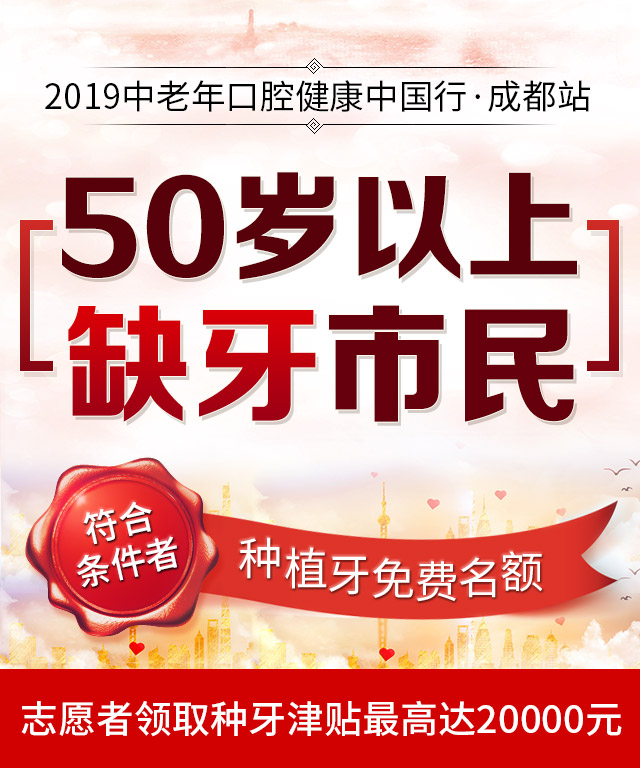 2019中老年口腔健康中国行·成都站
50岁以上
缺牙市民
符合
条件者
种植牙免费名额
志愿者领取种牙津贴最高达20000元